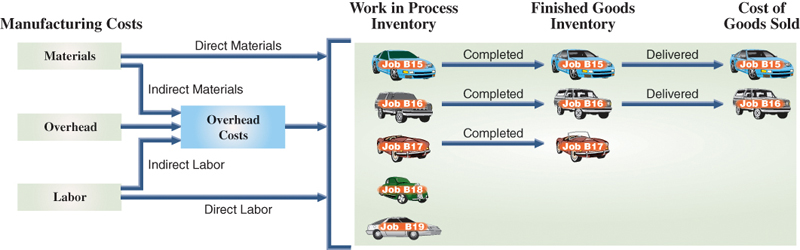 Manufacturing Costs
Materials
Overhead
Labor
Direct Materials
Indirect Materials
Overhead
Costs
Indirect Labor
Direct Labor
Work in Process
Inventory
Finished Goods
Inventory
Cost of
Goods Sold
Job B15
Completed
Job B15
Delivered
Job B15
Job B16
Completed
Job B16
Delivered
Job B16
Job B17
Completed
Job B17
Job B18
Job B19